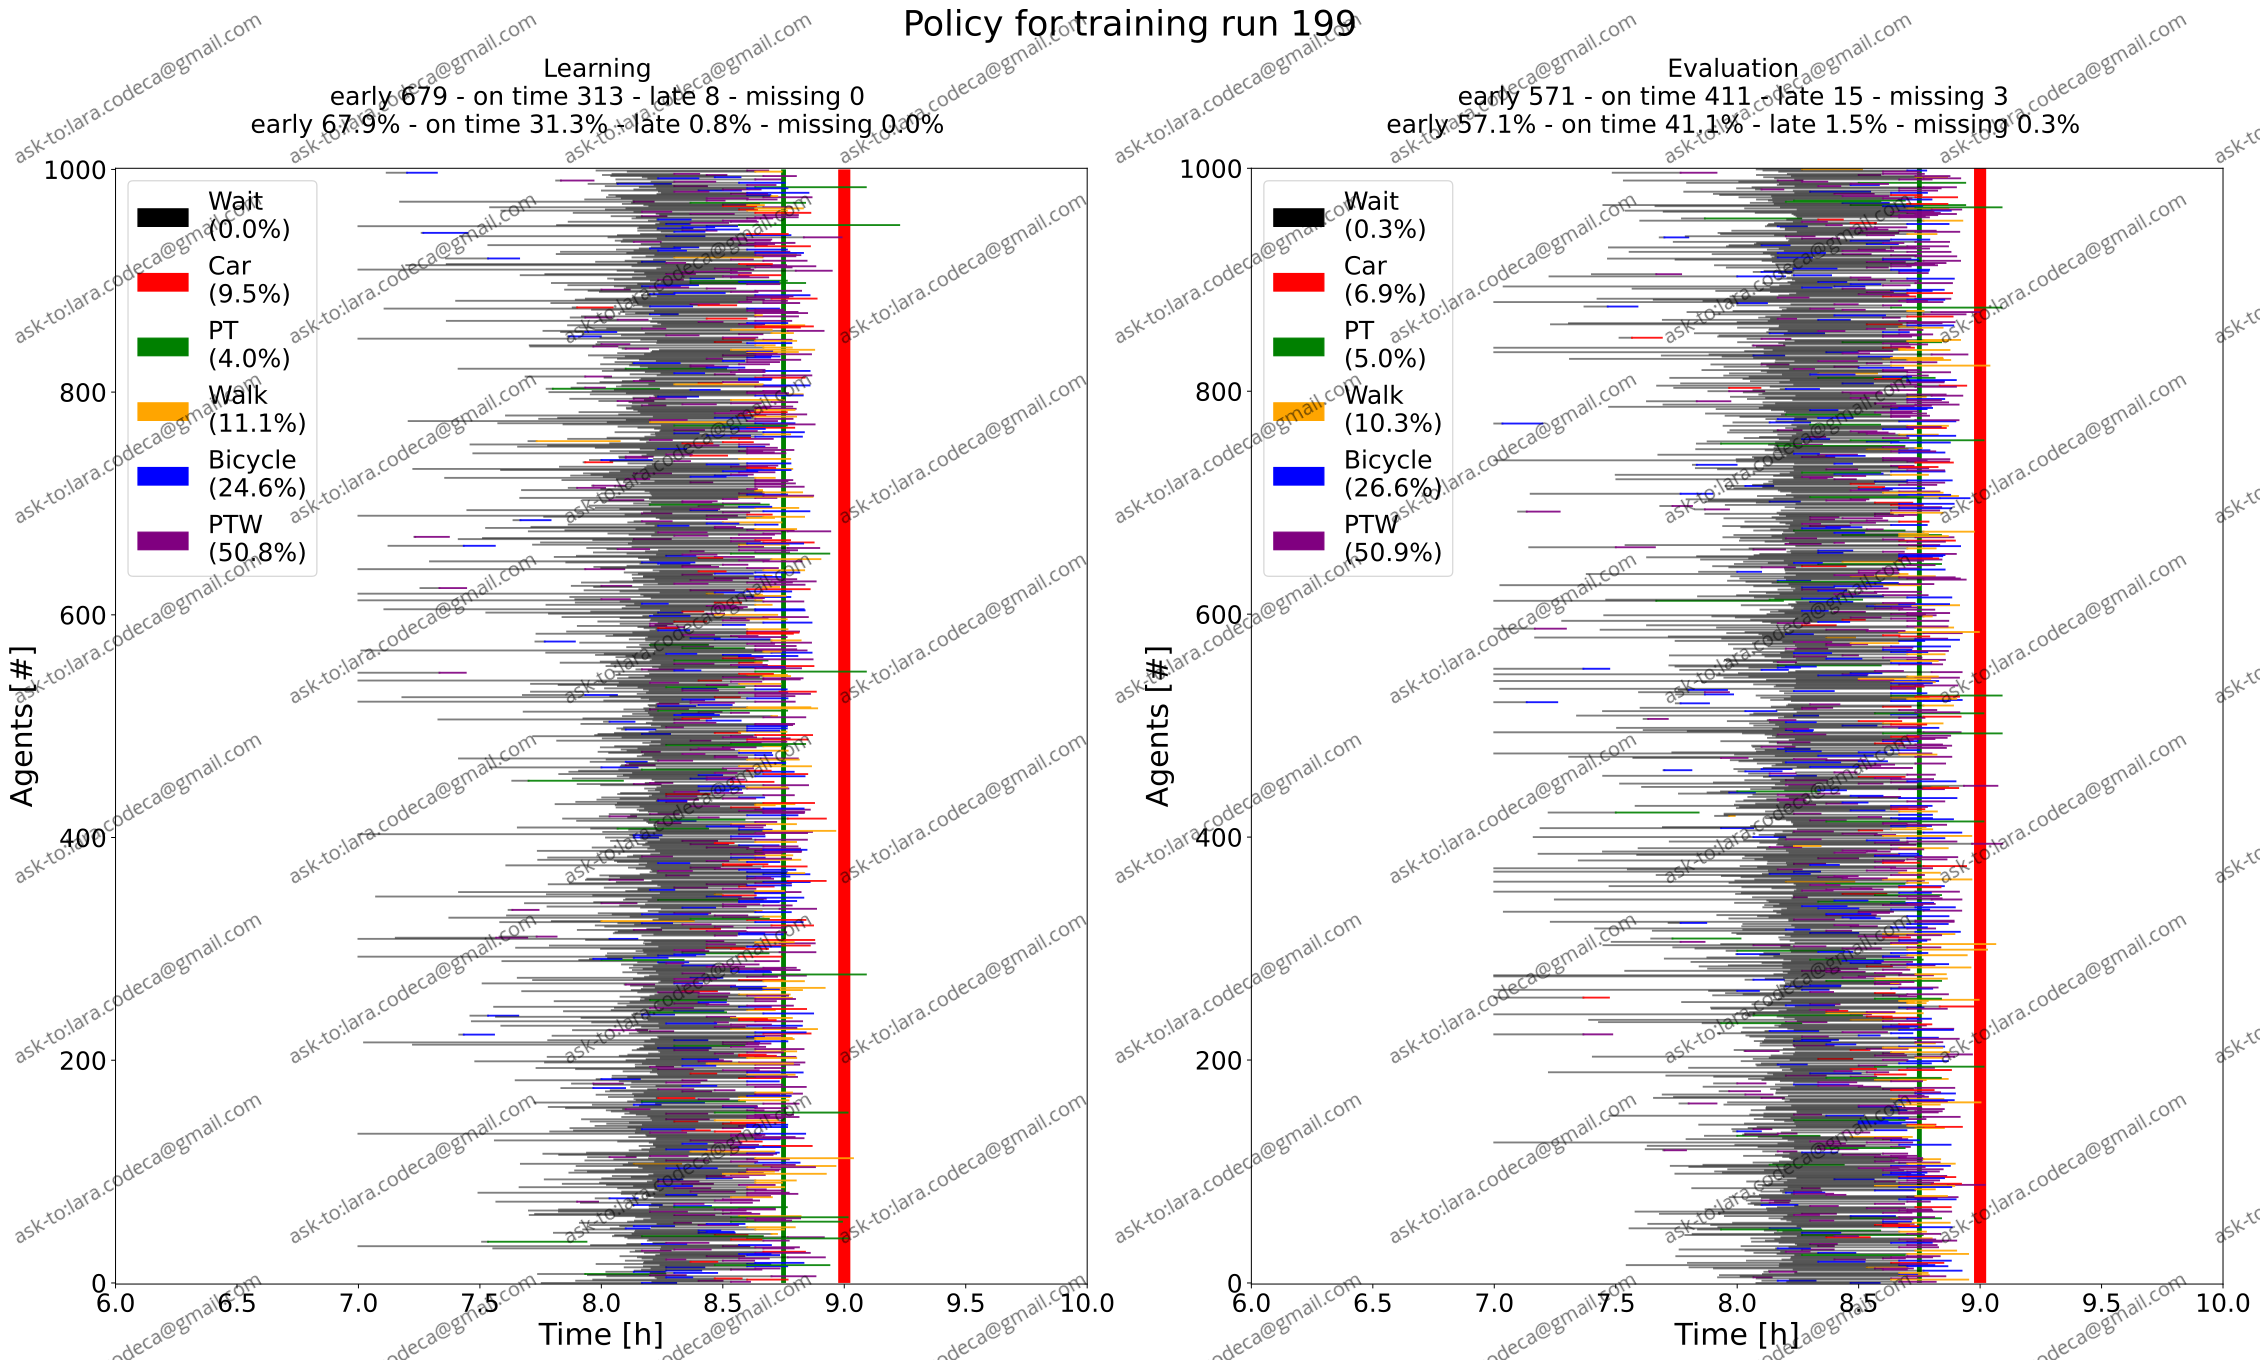 Policy for training run 199
Learning
early 679 - on time 313 - late 8 - missing 0
early 67.9% - on time 31.3% - late 0.8% - missing 0.0%
Agents [#]
1000
800
600
400
200
0
Wait
(0.0%)
Car
(9.5%)
PT
(4.0%)
Walk
(11.1%)
Bicycle
(24.6%)
PTW
(50.8%)
6.0 6.5 7.0 7.5 8.0 8.5 9.0 9.5 10.0
Time [h]
Evaluation
early 571 - on time 411 - late 15 - missing 3
early 57.1% - on time 41.1% - late 1.5% - missing 0.3%
Agents [#]
1000
800
600
400
200
0
Wait
(0.3%)
Car
(6.9%)
PT
(5.0%)
Walk
(10.3%)
Bicycle
(26.6%)
PTW
(50.9%)
6.0 6.5 7.0 7.5 8.0 8.5 9.0 9.5 10.0
Time [h]
ask-to:lara.codeca@gmail.com